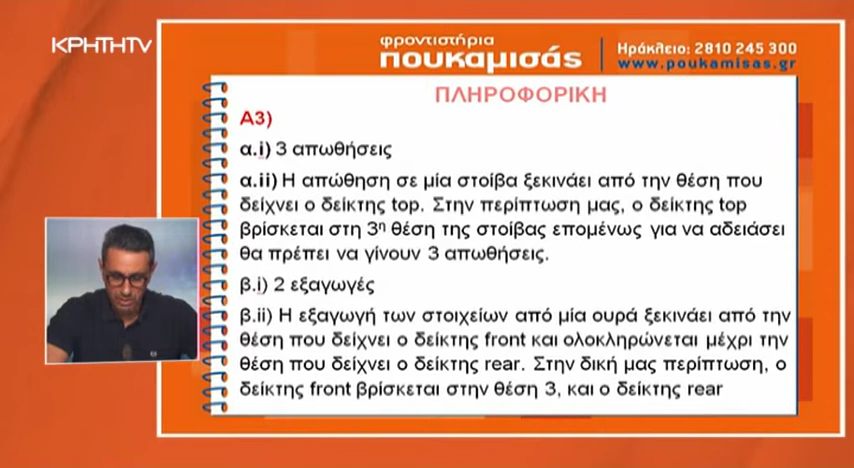 ΚΡΗΤΗTV
φροντιστήρια
πουκαμισάς
Ηράκλειο: 2810 245 300
www.poukamisas.gr
ΠΛΗΡΟΦΟΡΙΚΗ
Α3)
α.i) 3 απωθήσεις
α.ii) Η απώθηση σε μία στοίβα ξεκινάει από την θέση που
δείχνει ο δείκτης top. Στην περίπτωση μας, ο δείκτης top
βρίσκεται στη 3η θέση της στοίβας επομένως για να αδειάσει
θα πρέπει να γίνουν 3 απωθήσεις.
β.i) 2 εξαγωγές
β.ii) Η εξαγωγή των στοιχείων από μία ουρά ξεκινάει από την
θέση που δείχνει ο δείκτης front και ολοκληρώνεται μέχρι την
θέση που δείχνει ο δείκτης rear. Στην δική μας περίπτωση, ο
δείκτης front βρίσκεται στην θέση 3, και ο δείκτης rear